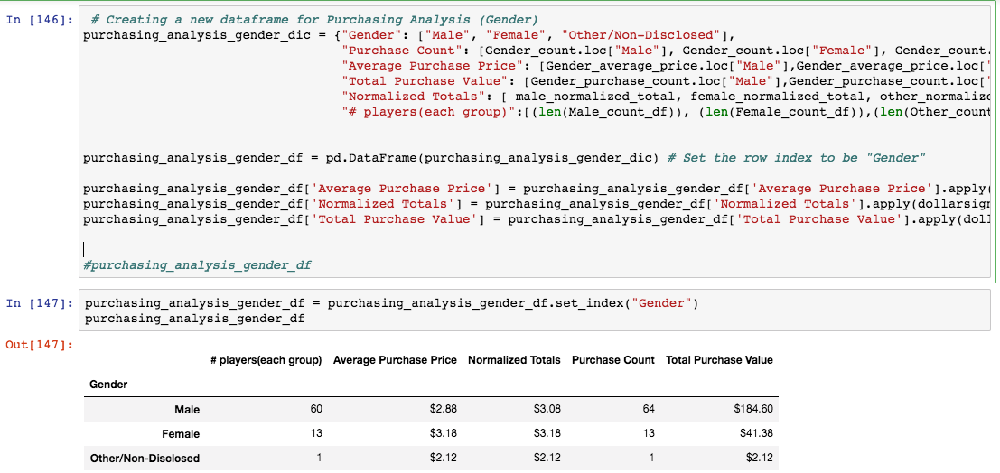 In [146]: # Creating a new dataframe for Purchasing Analysis (Gender)
purchasing_analysis_gender_dic = {"Gender": ["Male", "Female", "Other/Non-Disclosed"],
"Purchase Count": [Gender_count.loc["Male"], Gender_count.loc["Female"], Gender_count.
"Average Purchase Price": [Gender_average_price.loc["Male"],Gender_average_price.loc["
"Total Purchase Value": [Gender_purchase_count.loc["Male"],Gender_purchase_count.loc["
"Normalized Totals": [ male_normalized_total, female_normalized_total, other_normalize
"# players(each group)":[(len(Male_count_df)), (len(Female_count_df)),(len(Other_count
purchasing_analysis_gender_df = pd.DataFrame(purchasing_analysis_gender_dic) # Set the row index to be "Gender"
purchasing_analysis_gender_df['Average Purchase Price'] = purchasing_analysis_gender_df['Average Purchase Price'].apply(
purchasing_analysis_gender_df['Normalized Totals'] = purchasing_analysis_gender_df['Normalized Totals'].apply(dollarsign
purchasing_analysis_gender_df['Total Purchase Value'] = purchasing_analysis_gender_df['Total Purchase Value'].apply(doll
#purchasing_analysis_gender_df
In [147]: purchasing_analysis_gender_df = purchasing_analysis_gender_df.set_index("Gender")
purchasing_analysis_gender_df
Out[147]:
# players(each group) Average Purchase Price Normalized Totals Purchase Count Total Purchase Value
Gender
Male 60 $2.88 $3.08 64 $184.60
Female 13 $3.18 $3.18 13 $41.38
Other/Non-Disclosed 1 $2.12 $2.12 1 $2.12